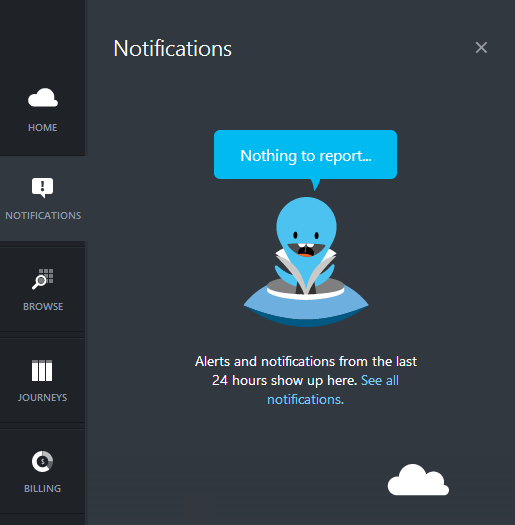 Notifications
HOME
NOTIFICATIONS
BROWSE
JOURNEYS
BILLING
Nothing to report...
Alerts and notifications from the last
24 hours show up here. See all
notifications.